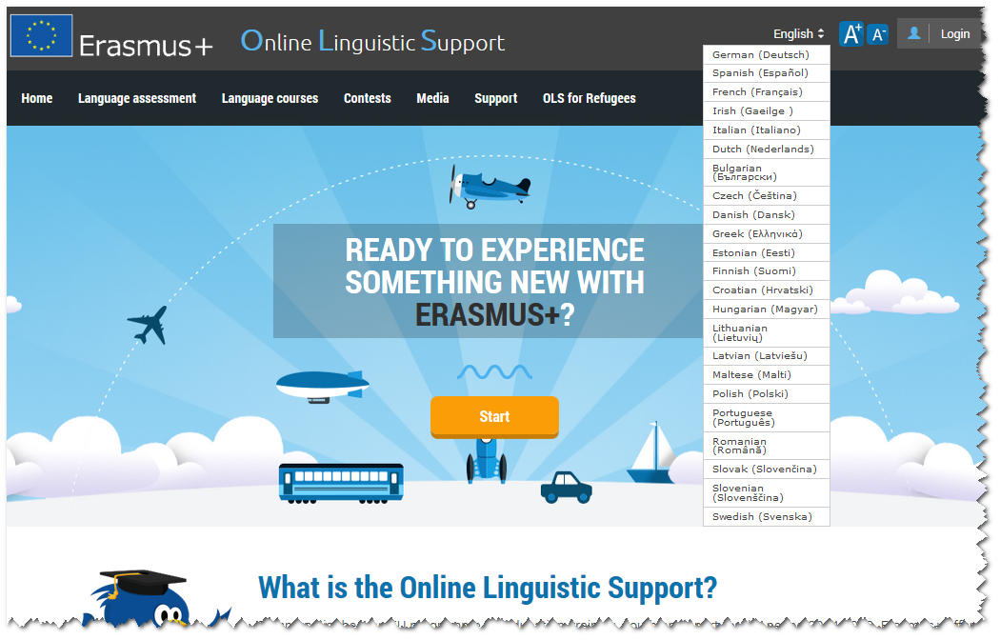 Erasmus+
Online Linguistic Support
English
A+
A-
Login
Home
Language assessment
Language courses
Contests
Media
Support
OLS for Refugees
German (Deutsch)
Spanish (Español)
French (Français)
Irish (Gaeilge )
Italian (Italiano)
Dutch (Nederlands)
Bulgarian
(Български)
Czech (Čeština)
Danish (Dansk)
Greek (Ελληνικά)
Estonian (Eesti)
Finnish (Suomi)
Croatian (Hrvatski)
Hungarian (Magyar)
Lithuanian
(Lietuvių)
Latvian (Latviešu)
Maltese (Malti)
Polish (Polski)
Portuguese
(Português)
Romanian
(Română)
Slovak (Slovenčina)
Slovenian
(Slovenščina)
Swedish (Svenska)
READY TO EXPERIENCE
SOMETHING NEW WITH
ERASMUS+?
Start
What is the Online Linguistic Support?